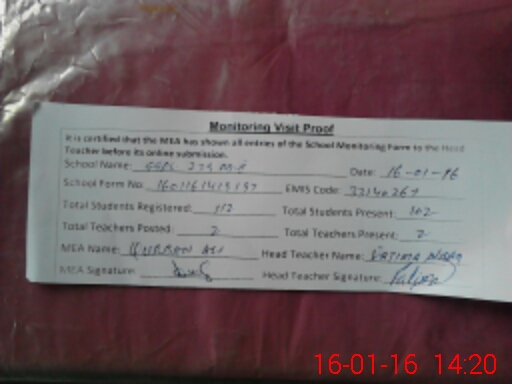 Monitoring Visit Proof
It is certified that the MEA has shown all entries of the School Monitoring Form to the Head
Teacher before its online submission.
School Name: Date: 16-01-16
School Form No: EMIS Code:
Total Students Registered: 112 Total Students Present: 102
Total Teachers Posted: 2 Total Teachers Present: 2
MEA Name: QURBAN ALI Head Teacher Name: FATIMA
MEA Signature: Head Teacher Signature:
16-01-16 14:20